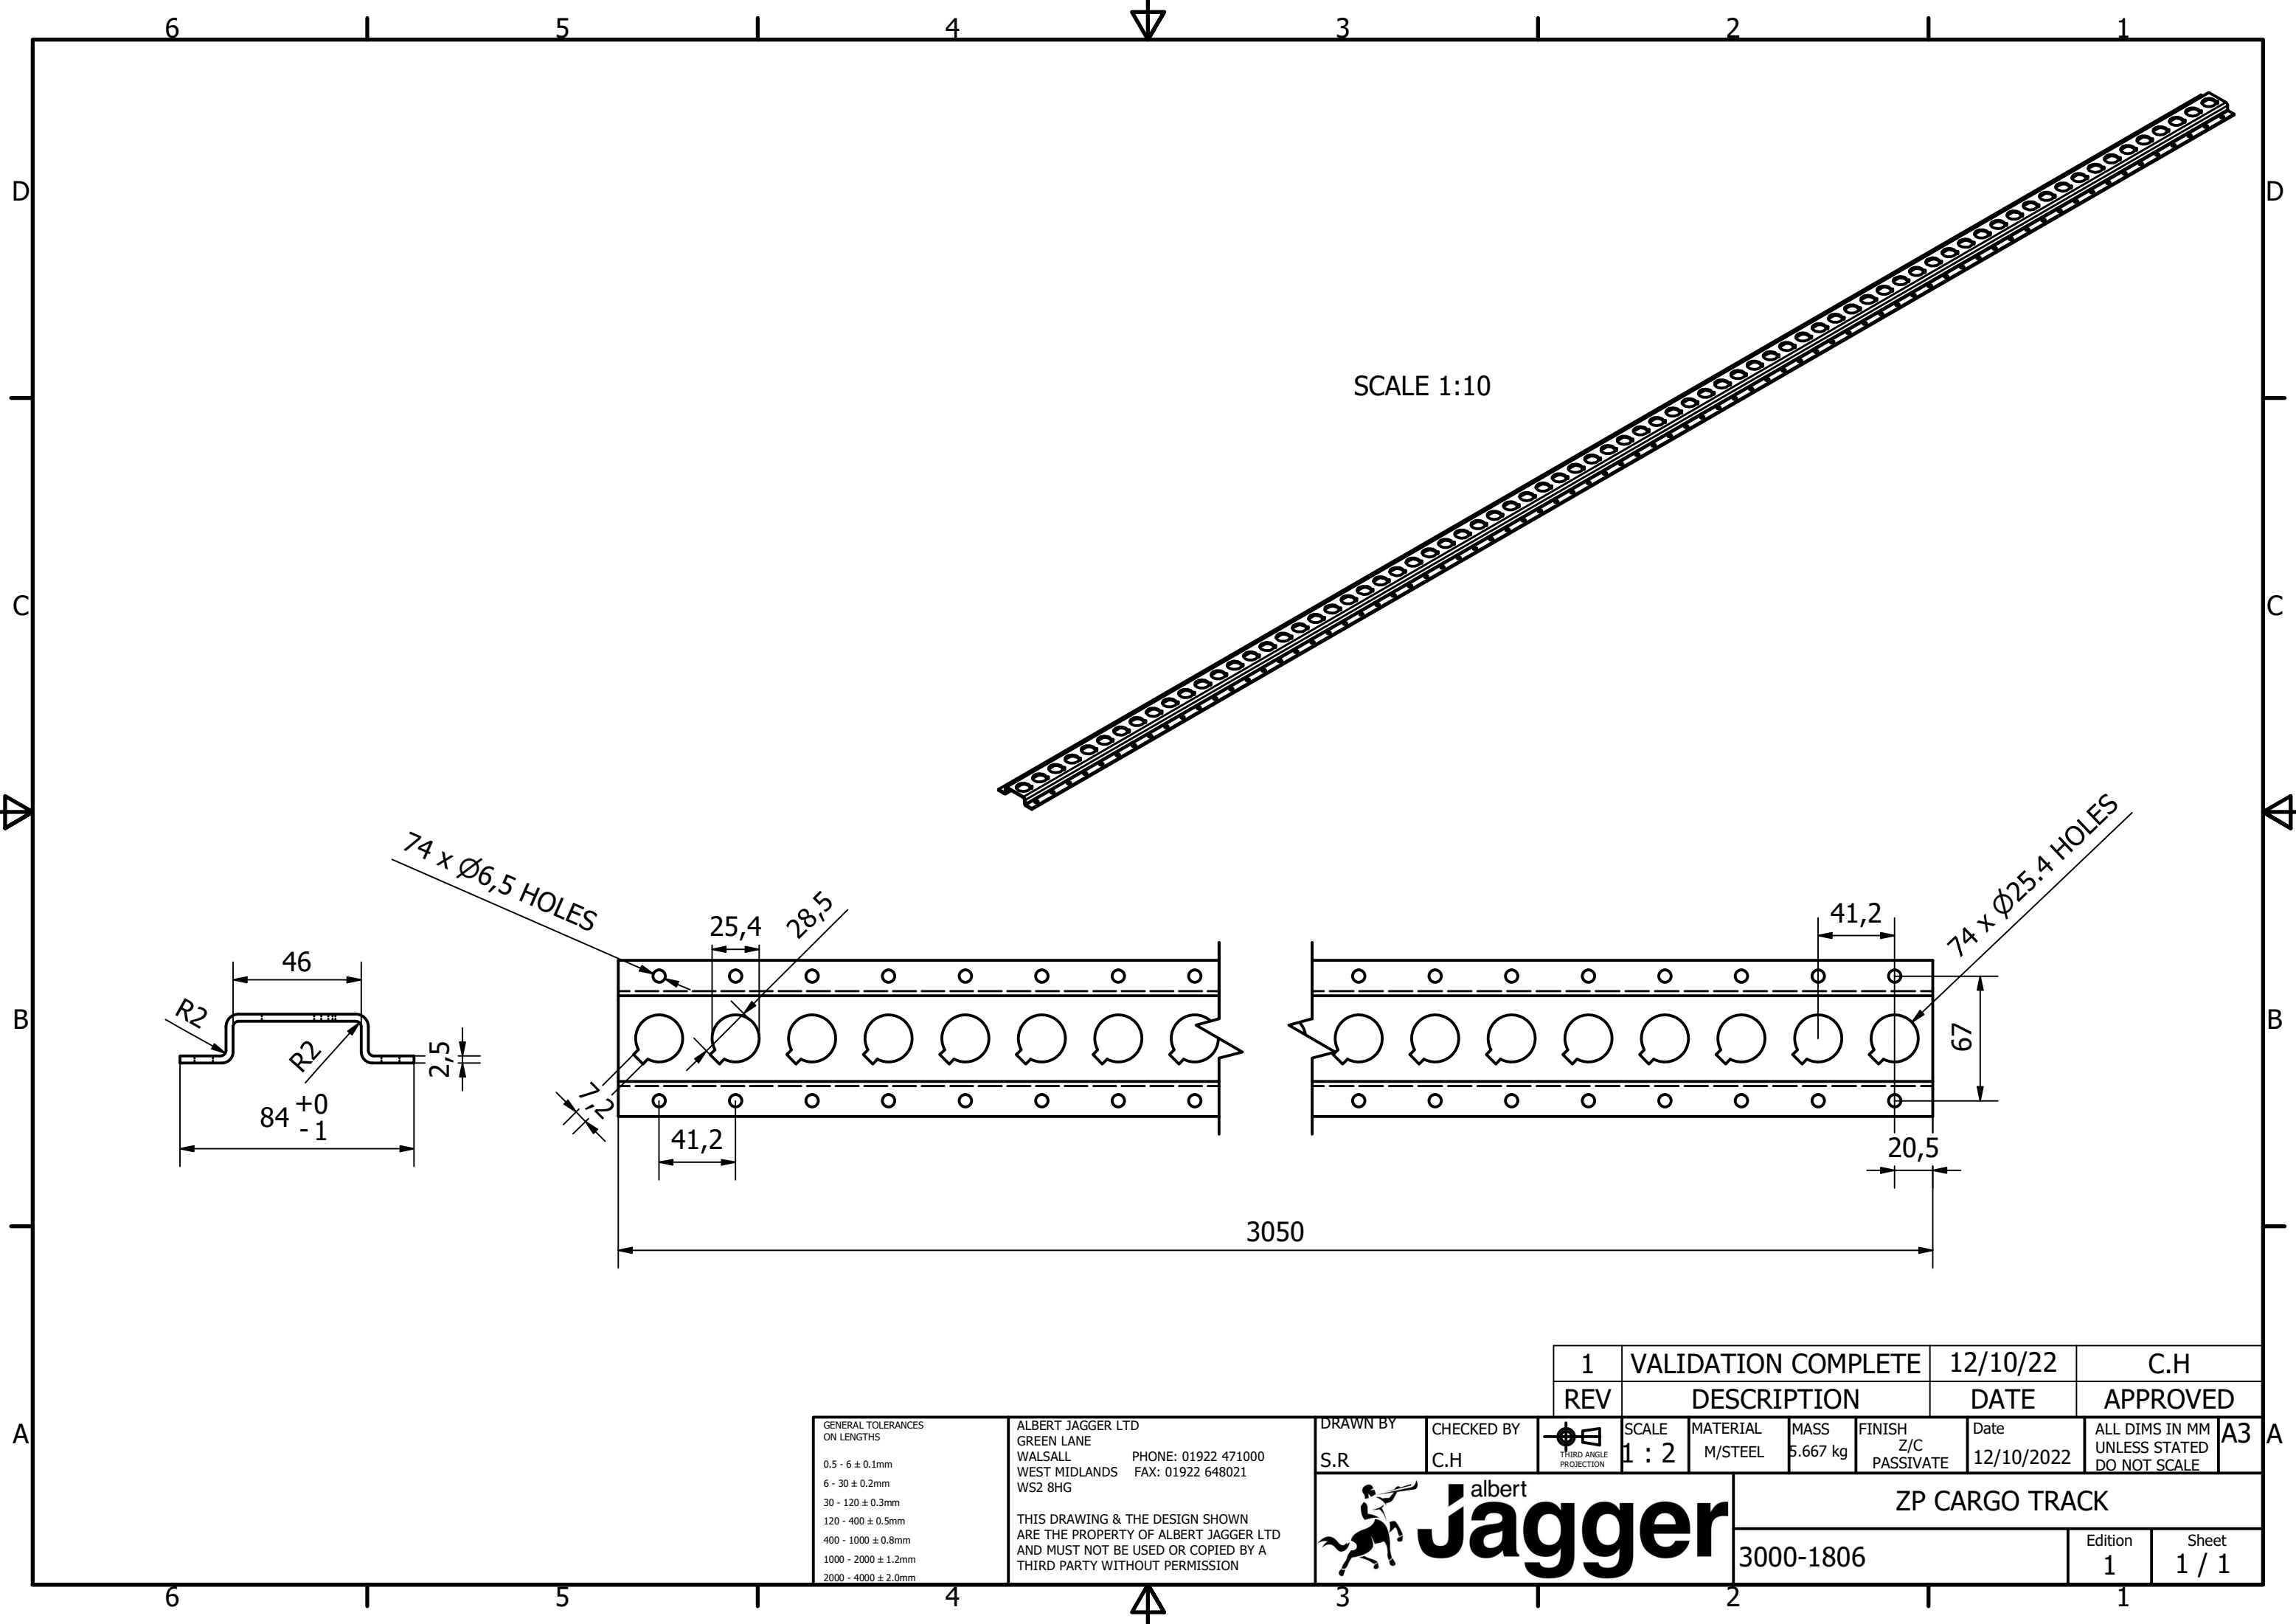 6 5 4 3 2 1
D D
SCALE 1:10
C C
74 x Ø6,5 HOLES
25,4
28,5
41,2
74 x Ø25.4 HOLES
46
R2
R2
2,5
84 +0 - 1
7,2
41,2
67
20,5
3050
B B
1 VALIDATION COMPLETE 12/10/22 C.H
REV DESCRIPTION DATE APPROVED
A A
GENERAL TOLERANCES
ON LENGTHS
0.5 - 6 ± 0.1mm
6 - 30 ± 0.2mm
30 - 120 ± 0.3mm
120 - 400 ± 0.5mm
400 - 1000 ± 0.8mm
1000 - 2000 ± 1.2mm
2000 - 4000 ± 2.0mm
ALBERT JAGGER LTD
GREEN LANE
WALSALL PHONE: 01922 471000
WEST MIDLANDS FAX: 01922 648021
WS2 8HG
THIS DRAWING & THE DESIGN SHOWN
ARE THE PROPERTY OF ALBERT JAGGER LTD
AND MUST NOT BE USED OR COPIED BY A
THIRD PARTY WITHOUT PERMISSION
DRAWN BY
S.R
CHECKED BY
C.H
THIRD ANGLE
PROJECTION
SCALE
1 : 2
MATERIAL
M/STEEL
MASS
5.667 kg
FINISH
Z/C
PASSIVATE
Date
12/10/2022
ALL DIMS IN MM
UNLESS STATED
DO NOT SCALE
A3
albert
Jagger
ZP CARGO TRACK
3000-1806
Edition
1
Sheet
1 / 1
6 5 4 3 2 1